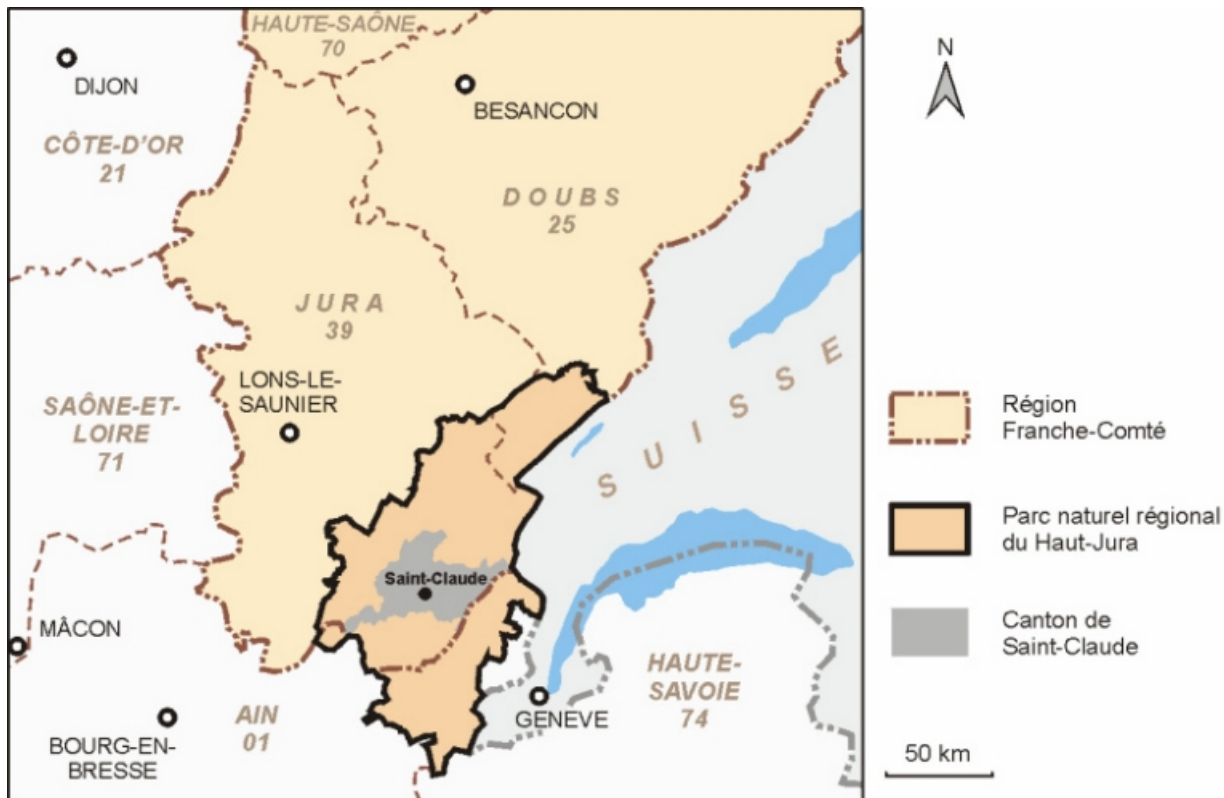 HAUTE-SAÔNE
70
DIJON
BESANCON
CÔTE-D'OR
21
DOUBS
25
JURA
39
LONS-LE-
SAUNIER
SAÔNE-ET-
LOIRE
71
SUISSE
Saint-Claude
MÂCON
HAUTE-
SAVOIE
74
GENEVE
AIN
01
BOURG-EN-
BRESSE
N
Région
Franche-Comté
Parc naturel régional
du Haut-Jura
Canton de
Saint-Claude
50 km